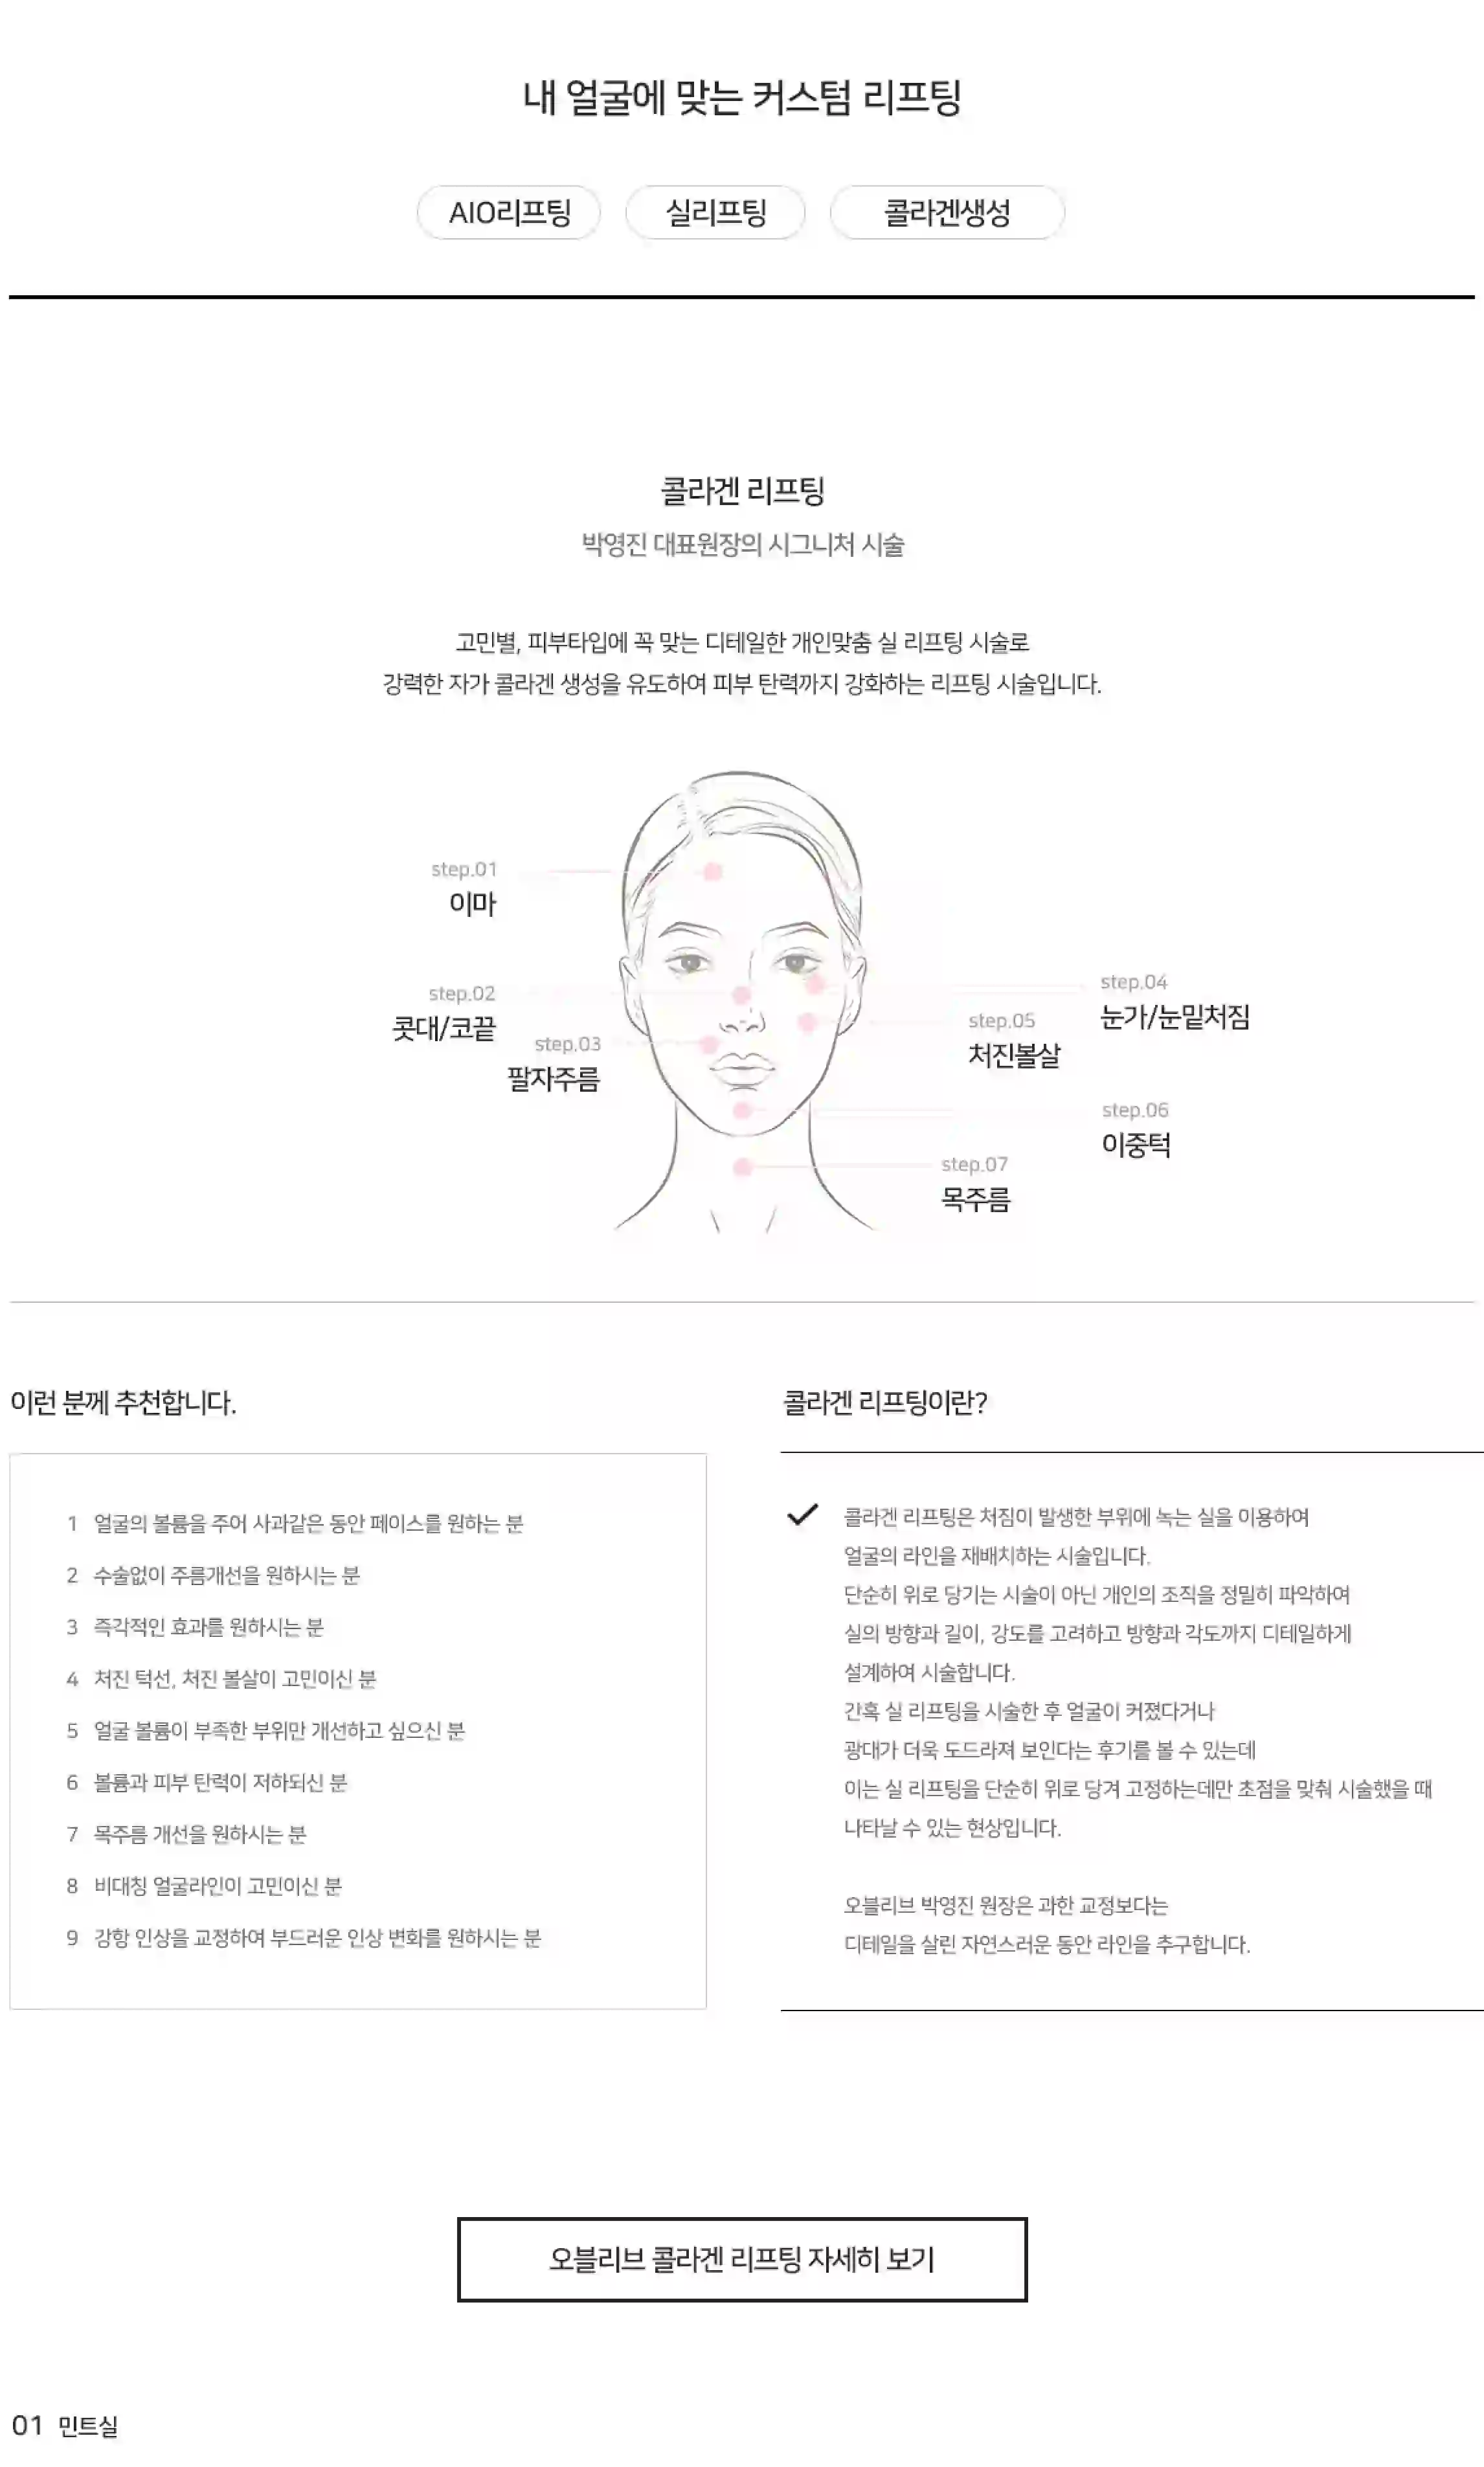 내 얼굴에 맞는 커스텀 리프팅
AIO리프팅
실리프팅
콜라겐생성
콜라겐 리프팅
박영진 대표원장의 시그니처 시술
고민별, 피부타입에 꼭 맞는 디테일한 개인맞춤 실 리프팅 시술로
강력한 자가 콜라겐 생성을 유도하여 피부 탄력까지 강화하는 리프팅 시술입니다.
step.01
이마
step.02
콧대/코끝
step.03
팔자주름
step.04
눈가/눈밑처짐
step.05
처진볼살
step.06
이중턱
step.07
목주름
이런 분께 추천합니다.
1 얼굴의 볼륨을 주어 사과같은 동안 페이스를 원하는 분
2 수술없이 주름개선을 원하시는 분
3 즉각적인 효과를 원하시는 분
4 처진 턱선, 처진 볼살이 고민이신 분
5 얼굴 볼륨이 부족한 부위만 개선하고 싶으신 분
6 볼륨과 피부 탄력이 저하되신 분
7 목주름 개선을 원하시는 분
8 비대칭 얼굴라인이 고민이신 분
9 강항 인상을 교정하여 부드러운 인상 변화를 원하시는 분
콜라겐 리프팅이란?
콜라겐 리프팅은 처짐이 발생한 부위에 녹는 실을 이용하여
얼굴의 라인을 재배치하는 시술입니다.
단순히 위로 당기는 시술이 아닌 개인의 조직을 정밀히 파악하여
실의 방향과 길이, 강도를 고려하고 방향과 각도까지 디테일하게
설계하여 시술합니다.
간혹 실 리프팅을 시술한 후 얼굴이 커졌다거나
광대가 더욱 도드라져 보인다는 후기를 볼 수 있는데
이는 실 리프팅을 단순히 위로 당겨 고정하는데만 초점을 맞춰 시술했을 때
나타날 수 있는 현상입니다.
오블리브 박영진 원장은 과한 교정보다는
디테일을 살린 자연스러운 동안 라인을 추구합니다.
오블리브 콜라겐 리프팅 자세히 보기
01 민트실